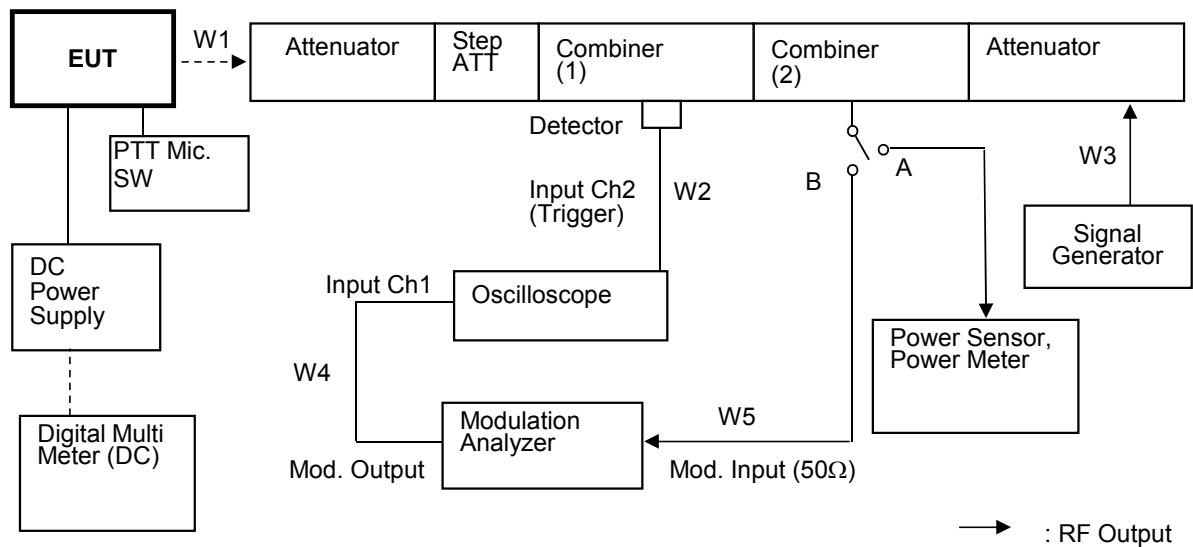 EUT
W1
Attenuator
Step
ATT
Combiner
(1)
Combiner
(2)
Attenuator
Detector
PTT Mic.
SW
B
A
W3
Input Ch2
(Trigger)
W2
Signal
Generator
DC
Power
Supply
Input Ch1
Oscilloscope
Power Sensor,
Power Meter
W4
Digital Multi
Meter (DC)
Modulation
Analyzer
W5
Mod. Output
Mod. Input (50Ω)
: RF Output